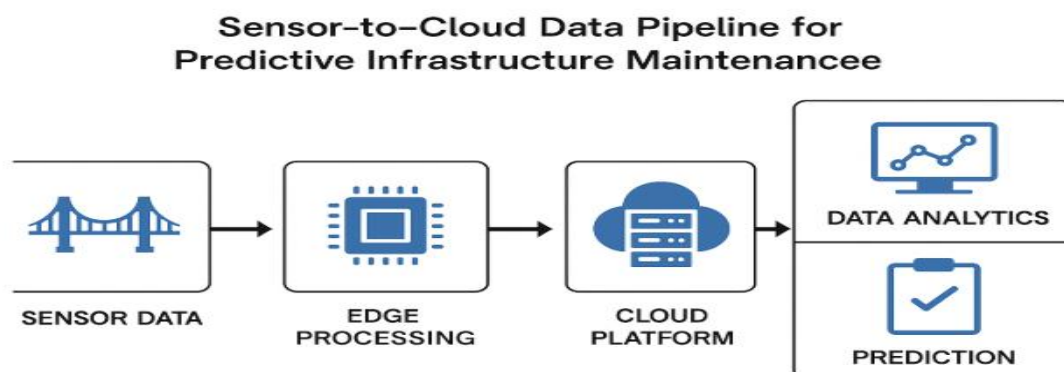 Sensor-to-Cloud Data Pipeline for
Predictive Infrastructure Maintenancee
SENSOR DATA
EDGE
PROCESSING
CLOUD
PLATFORM
DATA ANALYTICS
PREDICTION